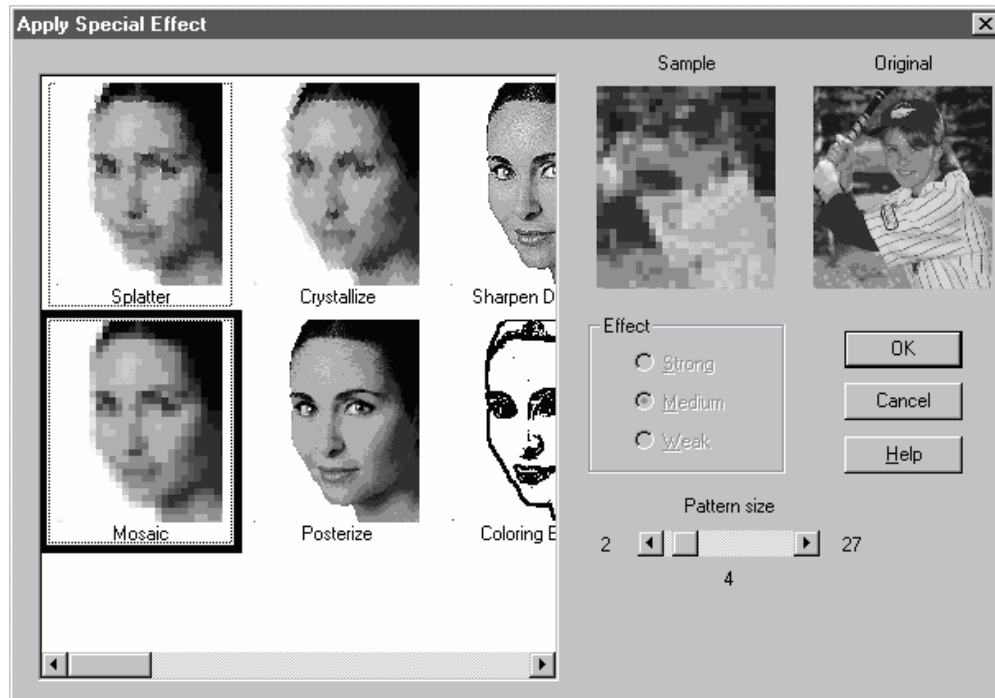 Apply Special Effect
Sample
Original
Splatter
Crystallize
Sharpen D
Mosaic
Posterize
Coloring B
Effect
Strong
Medium
Weak
OK
Cancel
Help
Pattern size
2
27
4